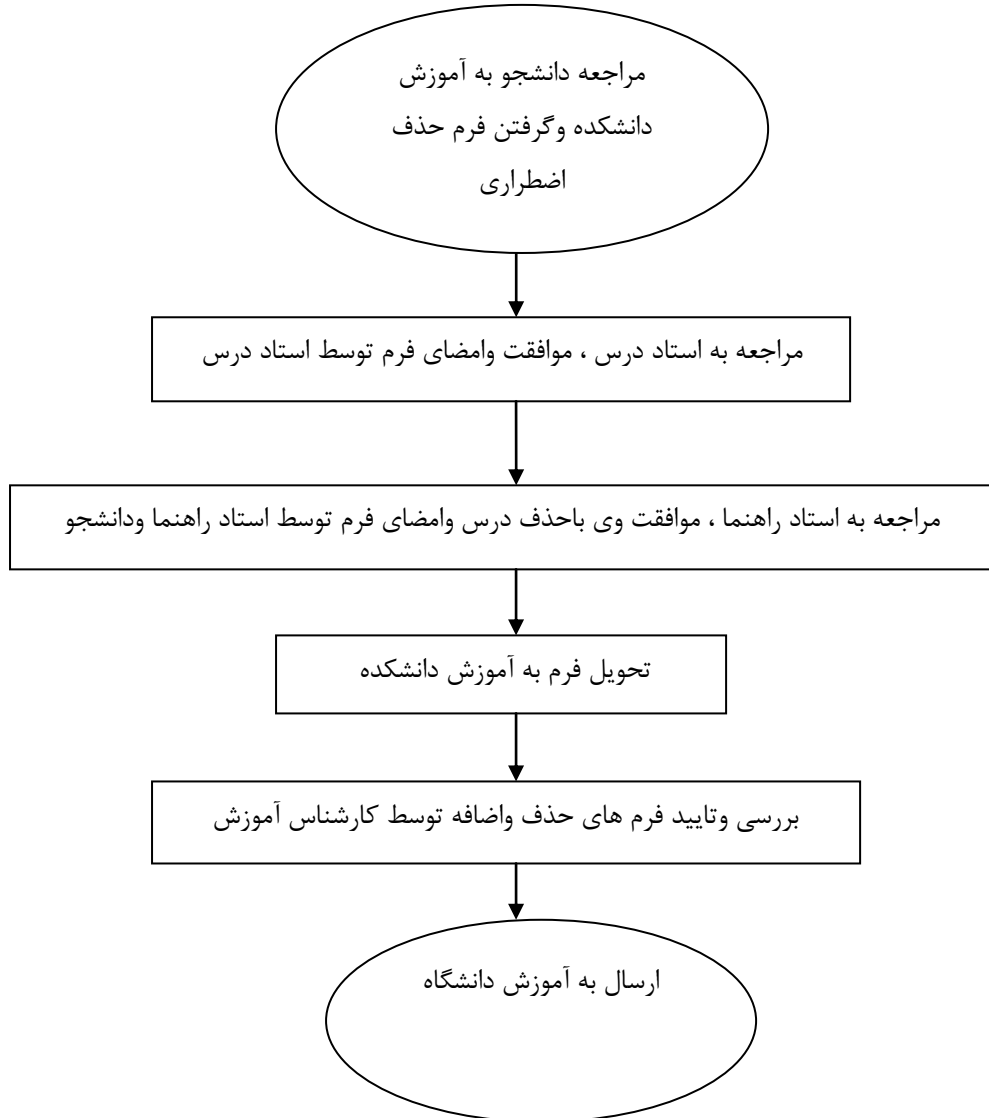 مراجعه دانشجو به آموزش
دانشکده وگرفتن فرم حذف
اضطراری
مراجعه به استاد درس ، موافقت وامضای فرم توسط استاد درس
مراجعه به استاد راهنما ، موافقت وی باحذف درس وامضای فرم توسط استاد راهنما ودانشجو
تحویل فرم به آموزش دانشکده
بررسی وتایید فرم های حذف واضافه توسط کارشناس آموزش
ارسال به آموزش دانشگاه